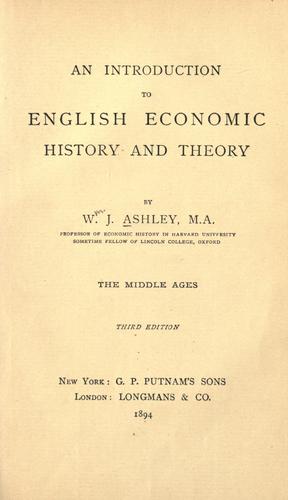 AN INTRODUCTION
TO
ENGLISH ECONOMIC
HISTORY AND THEORY
BY
W. J. ASHLEY, M.A.
PROFESSOR OF ECONOMIC HISTORY IN HARVARD UNIVERSITY
SOMETIME FELLOW OF LINCOLN COLLEGE, OXFORD
THE MIDDLE AGES
THIRD EDITION
NEW YORK: G. P. PUTNAM'S SONS
LONDON: LONGMANS & CO.
1894